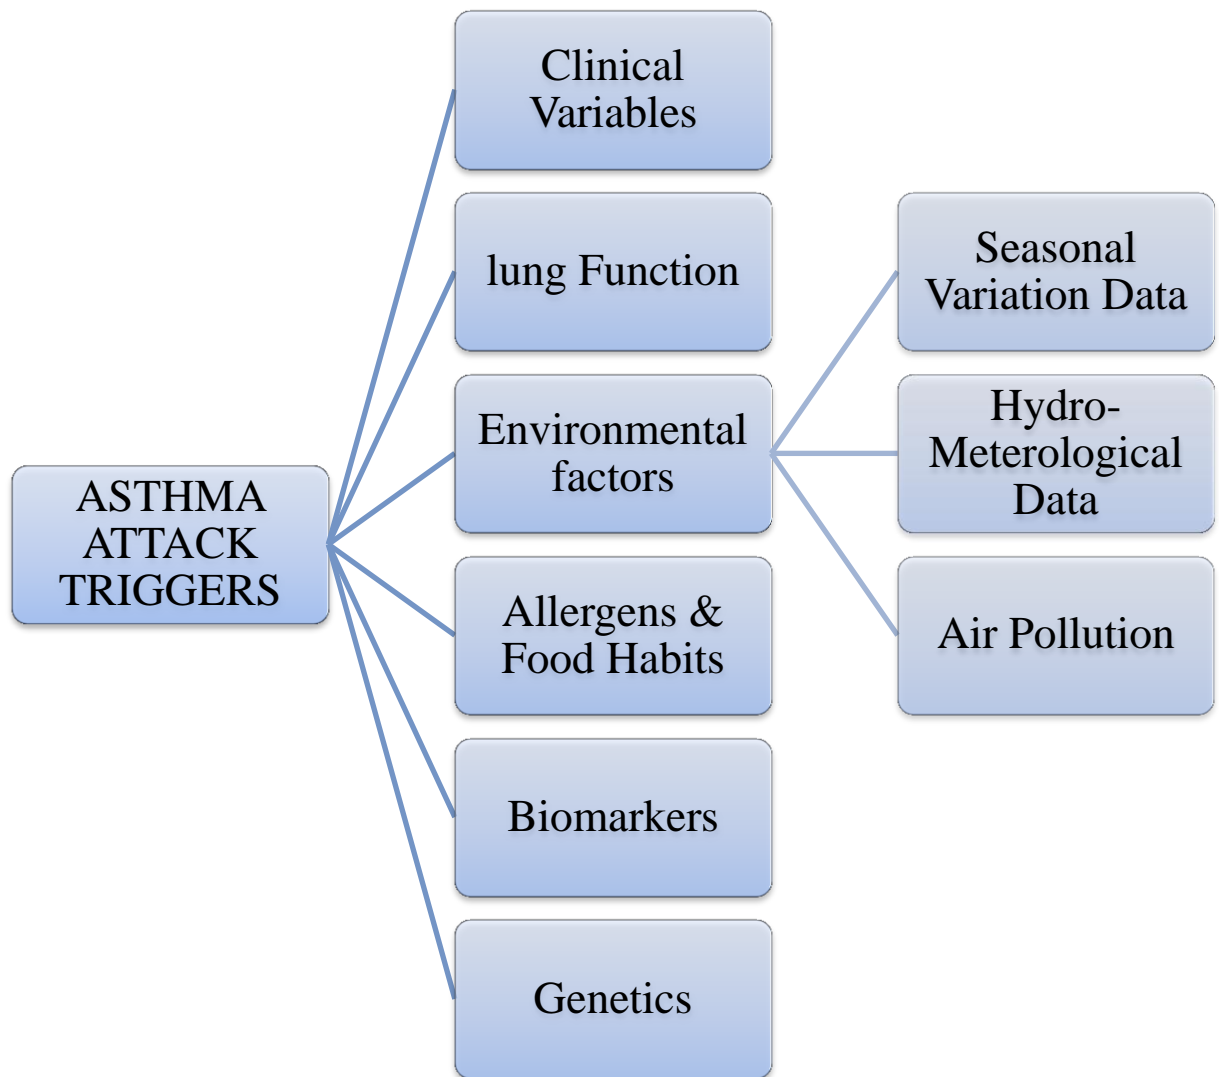 ASTHMA
ATTACK
TRIGGERS
Clinical
Variables
lung Function
Environmental
factors
Allergens &
Food Habits
Biomarkers
Genetics
Seasonal
Variation Data
Hydro-
Meterological
Data
Air Pollution